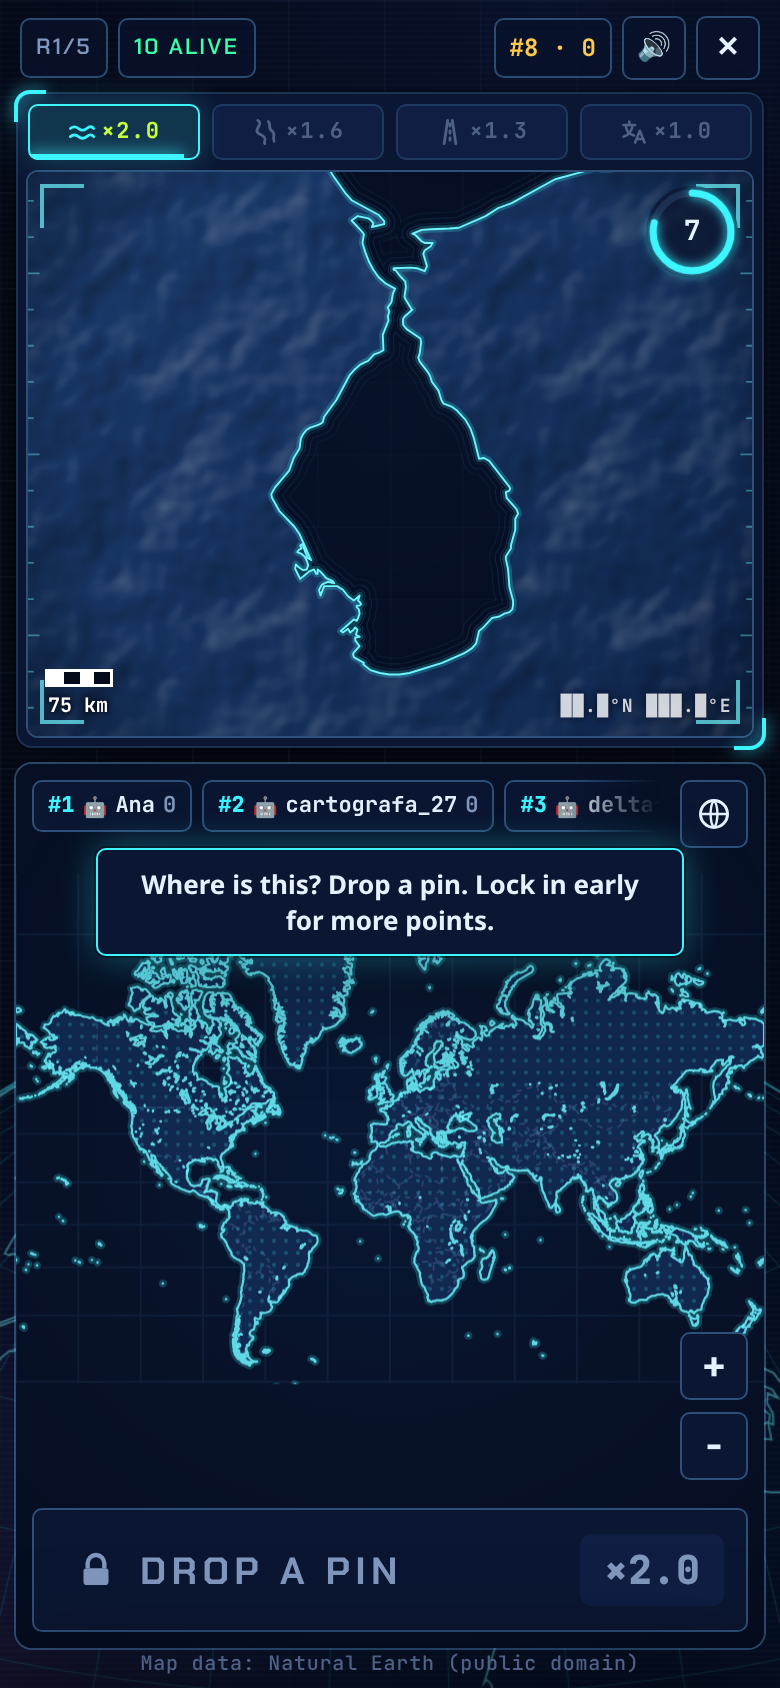 R1/5
10 ALIVE
#8 · 0
×2.0
×1.6
×1.3
×1.0
7
75 km
██.█°N ███.█°E
#1 Ana 0
#2 cartografa_27 0
#3 delta
Where is this? Drop a pin. Lock in early
for more points.
+
-
DROP A PIN
×2.0
Map data: Natural Earth (public domain)